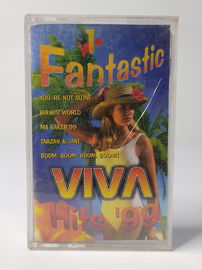 Fantastic
YOU'RE NOT ALONE
BIG BIG WORLD
MA BAKER '99
TARZAN & JANE
BOOM, BOOM, BOOM, BOOM!!
VIVA
Hits '99